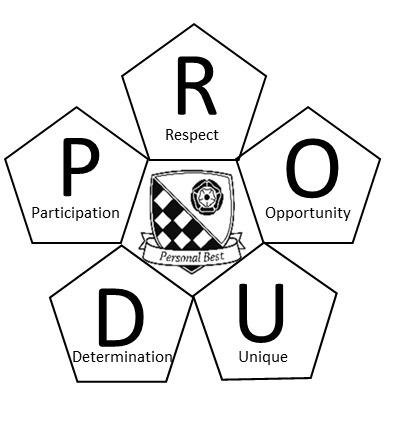 P
Participation
R
Respect
O
Opportunity
U
Unique
D
Determination
Personal Best